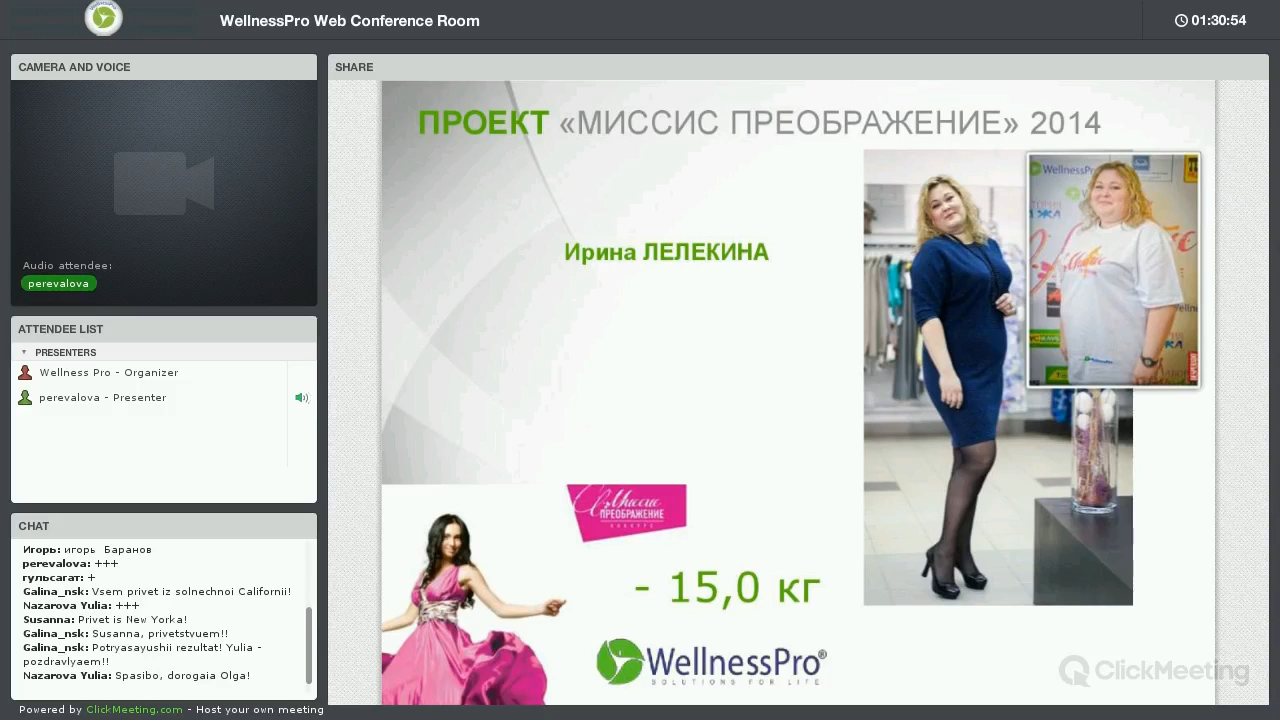 WellnessPro Web Conference Room
01:30:54
CAMERA AND VOICE
Audio attendee:
perevalova
ATTENDEE LIST
PRESENTERS
Wellness Pro - Organizer
perevalova - Presenter
CHAT
Игорь: игорь Баранов
perevalova: +++
гульсагат: +
Galina_nsk: Vsem privet iz solnechnoi Californii!
Nazarova Yulia: +++
Susanna: Privet is New Yorka!
Galina_nsk: Susanna, privetstvuem!!
Galina_nsk: Potryasayushii rezultat! Yulia -
pozdravlyaem!!
Nazarova Yulia: Spasibo, dorogaia Olga!
Powered by ClickMeeting.com - Host your own meeting
SHARE
ПРОЕКТ «МИССИС ПРЕОБРАЖЕНИЕ» 2014
WellnessPro
Ирина ЛЕЛЕКИНА
Миссис
ПРЕОБРАЖЕНИЕ
КОНКУРС
- 15,0 кг
WellnessPro®
SOLUTIONS FOR LIFE
ClickMeeting